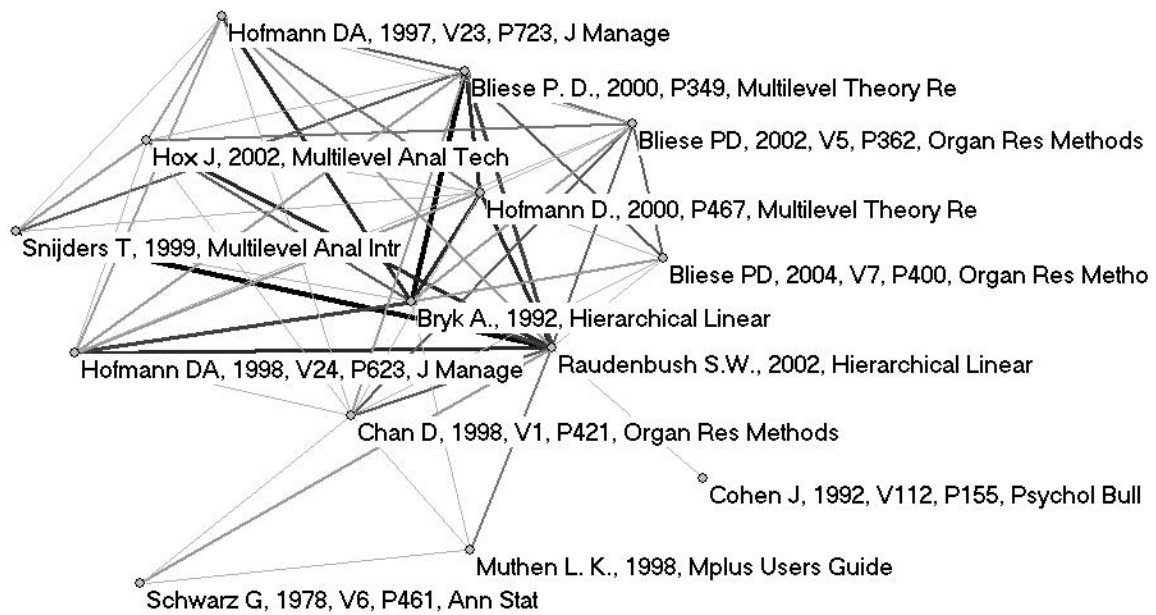 Hofmann DA, 1997, V23, P723, J Manage
Bliese P. D., 2000, P349, Multilevel Theory Re
Bliese PD, 2002, V5, P362, Organ Res Methods
Hox J, 2002, Multilevel Anal Tech
Hofmann D., 2000, P467, Multilevel Theory Re
Snijders T, 1999, Multilevel Anal Intr
Bliese PD, 2004, V7, P400, Organ Res Metho
Bryk A., 1992, Hierarchical Linear
Hofmann DA, 1998, V24, P623, J Manage
Raudenbush S.W., 2002, Hierarchical Linear
Chan D, 1998, V1, P421, Organ Res Methods
Cohen J, 1992, V112, P155, Psychol Bull
Muthen L. K., 1998, Mplus Users Guide
Schwarz G, 1978, V6, P461, Ann Stat